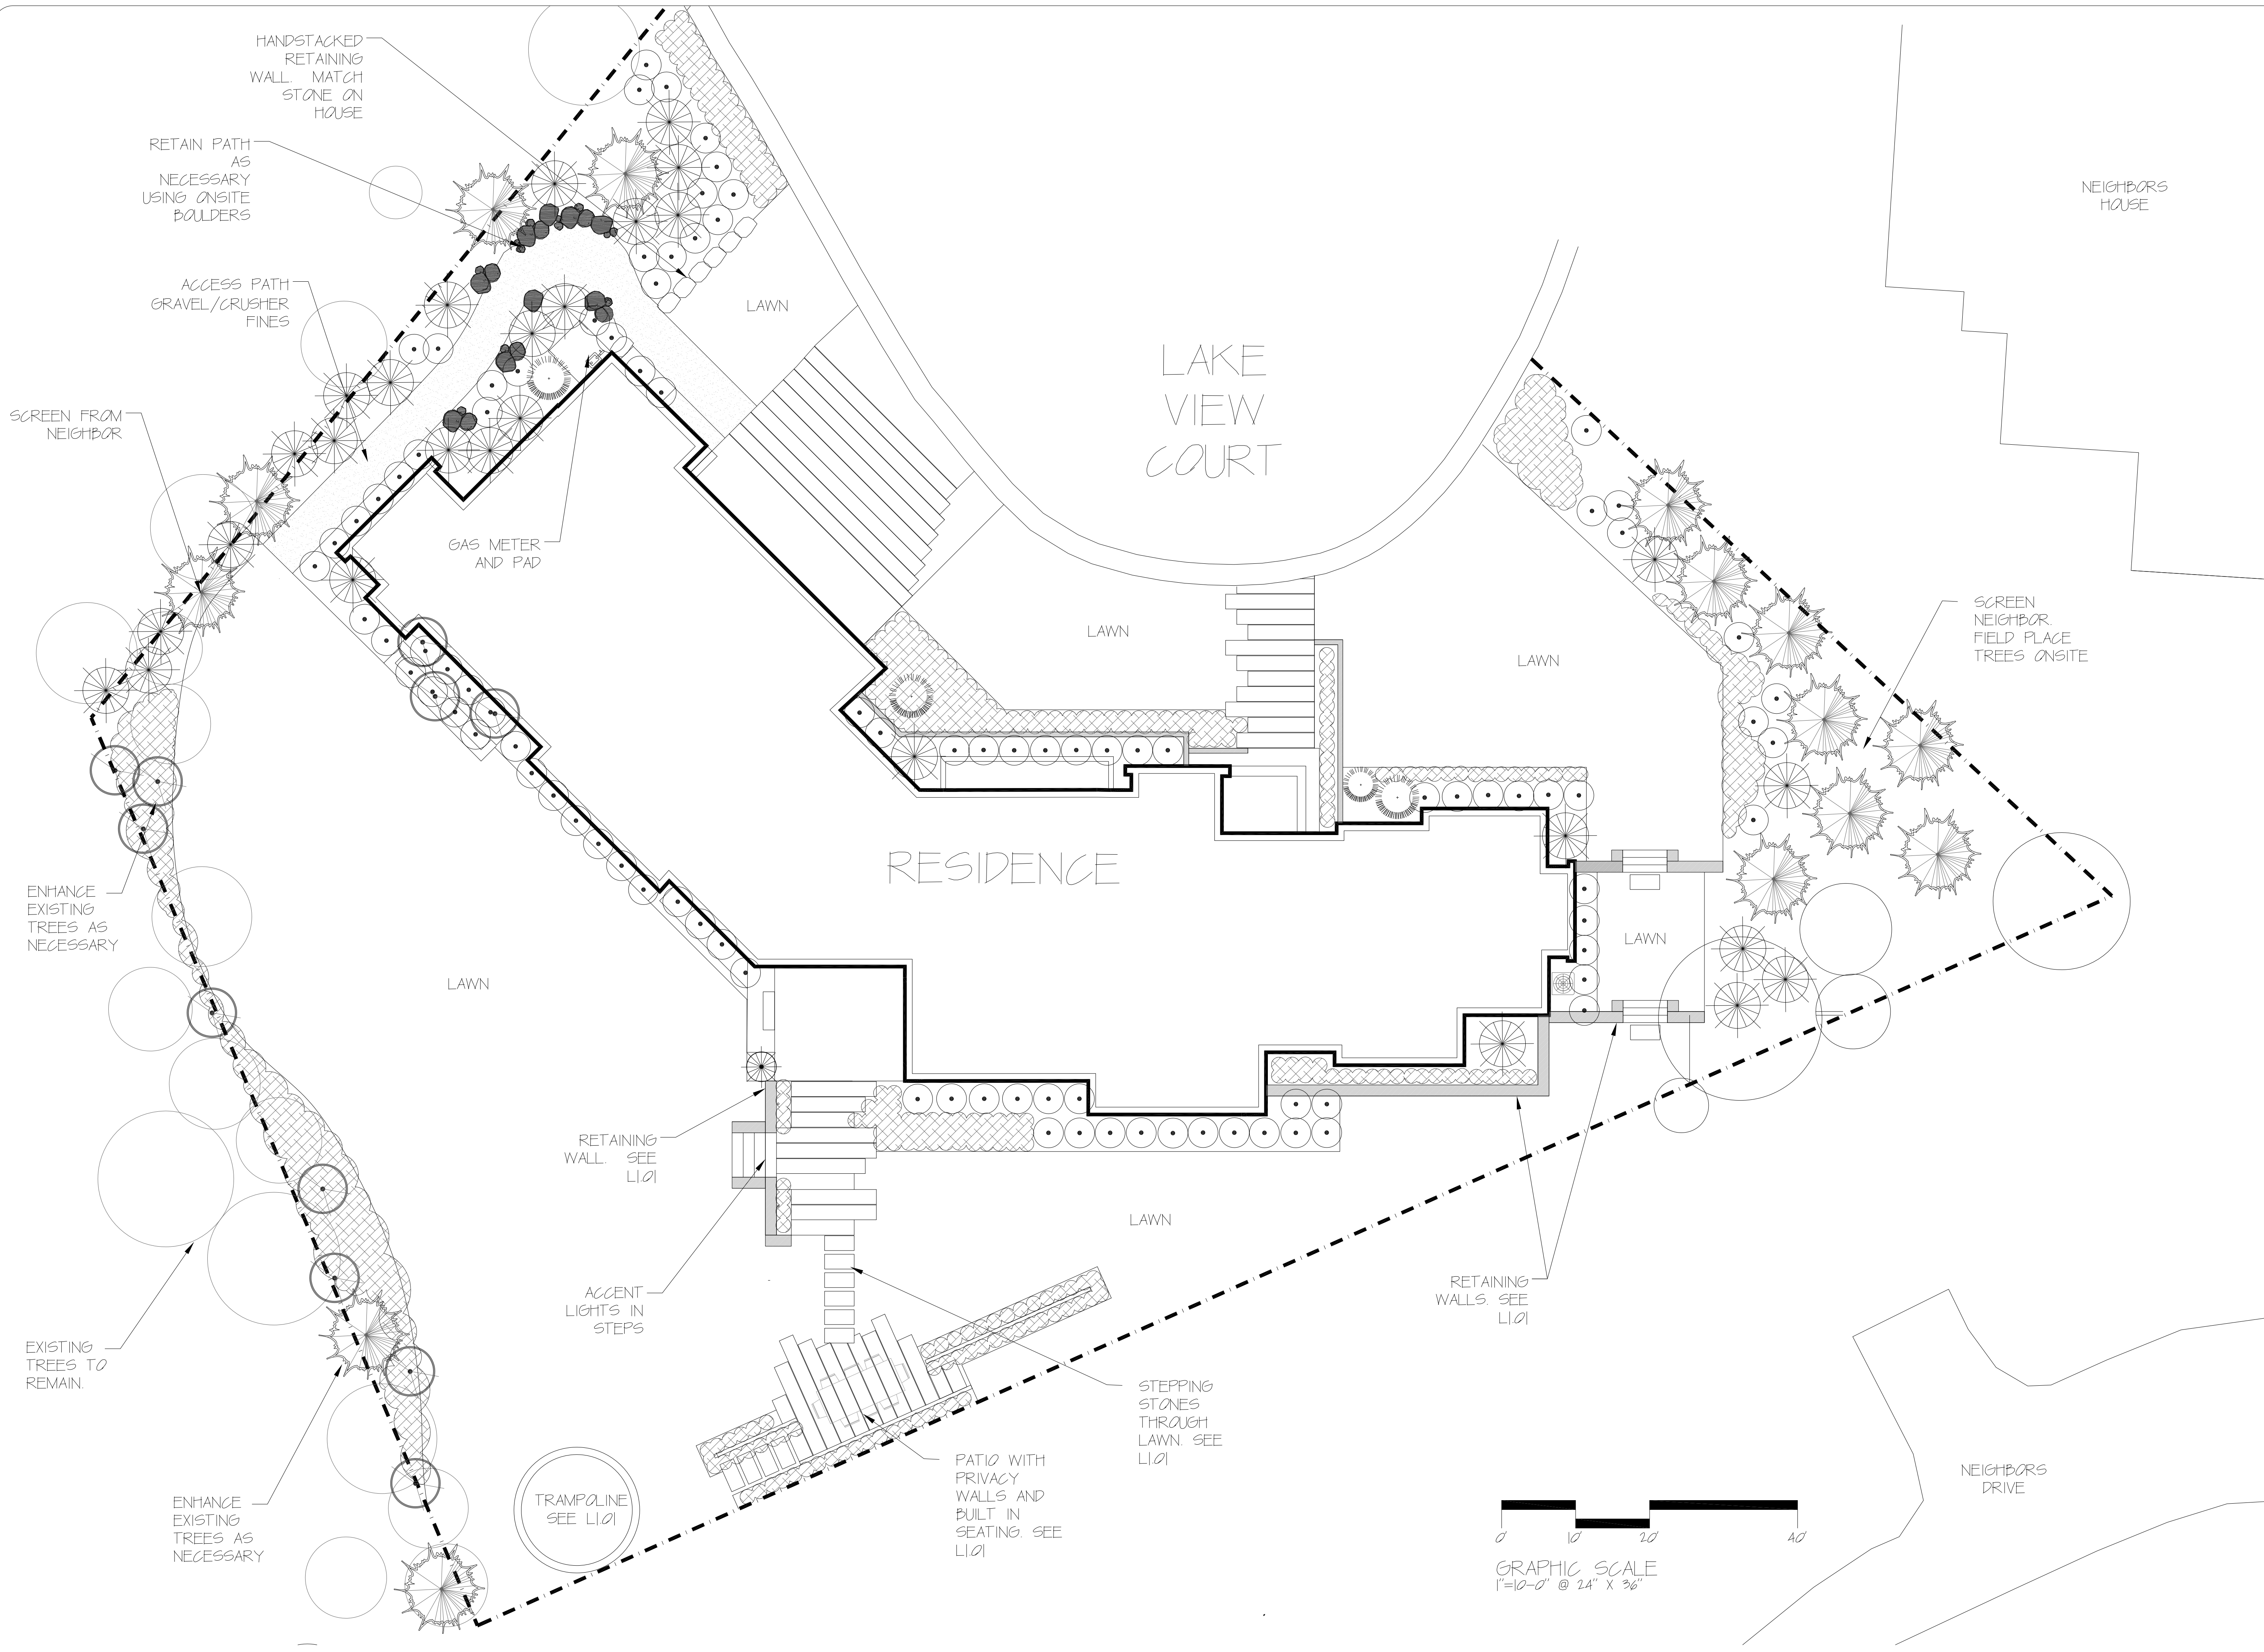 HANDSTACKED
RETAINING
WALL. MATCH
STONE ON
HOUSE
RETAIN PATH
AS
NECESSARY
USING ONSITE
BOULDERS
ACCESS PATH
GRAVEL/CRUSHER
FINES
SCREEN FROM
NEIGHBOR
GAS METER
AND PAD
LAWN
LAKE
VIEW
COURT
NEIGHBORS
HOUSE
LAWN
LAWN
SCREEN
NEIGHBOR.
FIELD PLACE
TREES ONSITE
RESIDENCE
ENHANCE
EXISTING
TREES AS
NECESSARY
LAWN
LAWN
RETAINING
WALL. SEE
L1.01
LAWN
ACCENT
LIGHTS IN
STEPS
RETAINING
WALLS. SEE
L1.01
EXISTING
TREES TO
REMAIN.
STEPPING
STONES
THROUGH
LAWN. SEE
L1.01
PATIO WITH
PRIVACY
WALLS AND
BUILT IN
SEATING. SEE
L1.01
ENHANCE
EXISTING
TREES AS
NECESSARY
TRAMPOLINE
SEE L1.01
NEIGHBORS
DRIVE
0' 10' 20' 40'
GRAPHIC SCALE
1"=10-0" @ 24" X 36"